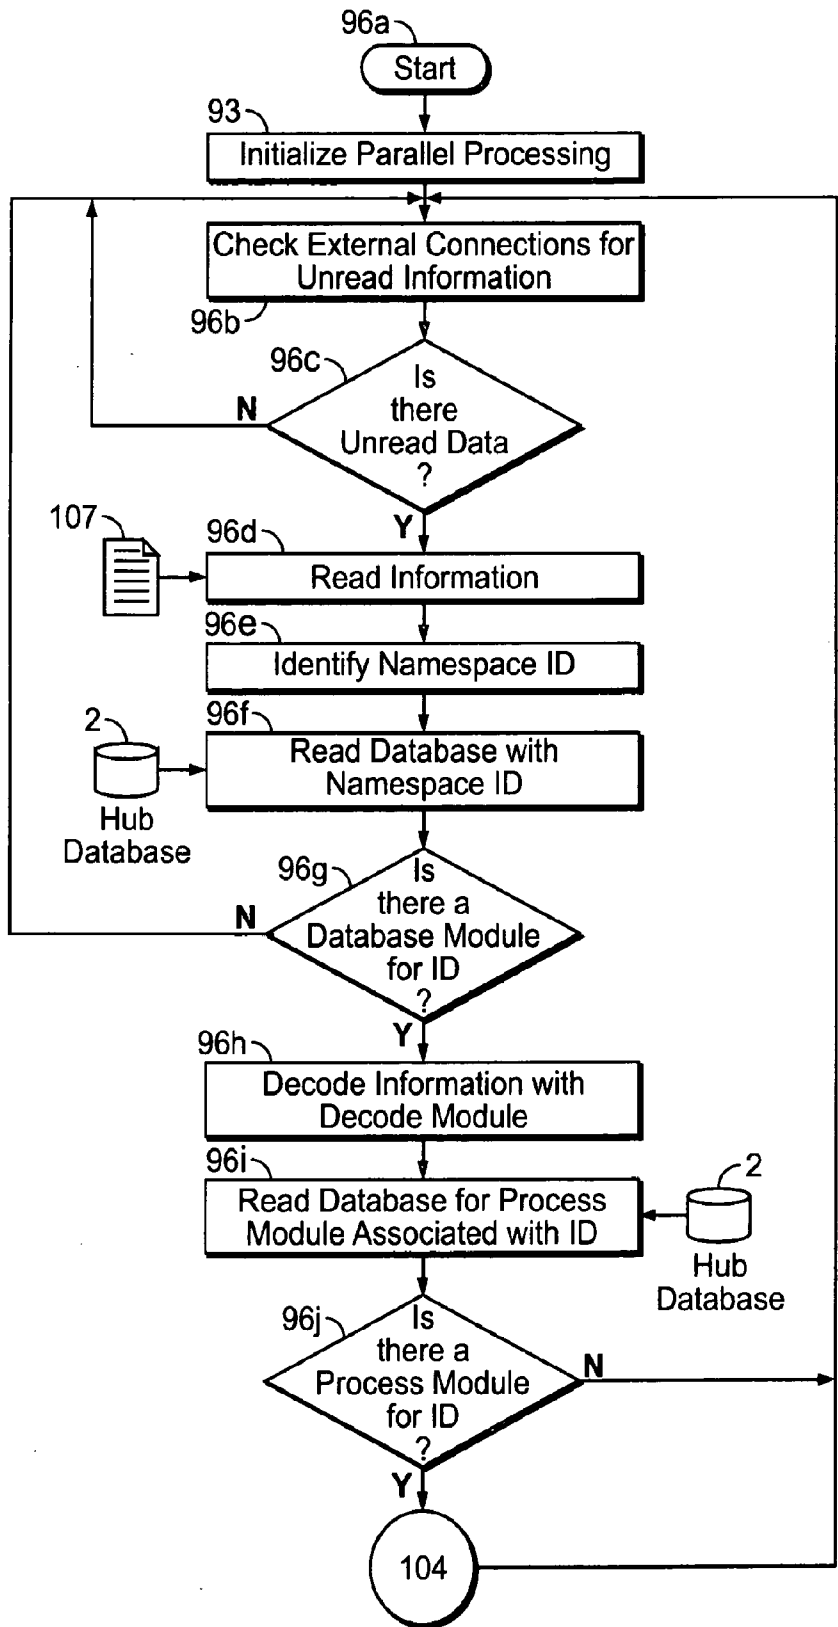 96a
Start
93
Initialize Parallel Processing
Check External Connections for
Unread Information
96b
96c
Is
there
Unread Data
?
N
Y
107
96d
Read Information
96e
Identify Namespace ID
2
96f
Read Database with
Namespace ID
Hub
Database
96g
Is
there a
Database Module
for ID
?
N
Y
96h
Decode Information with
Decode Module
96i
Read Database for Process
Module Associated with ID
2
Hub
Database
96j
Is
there a
Process Module
for ID
?
N
Y
104